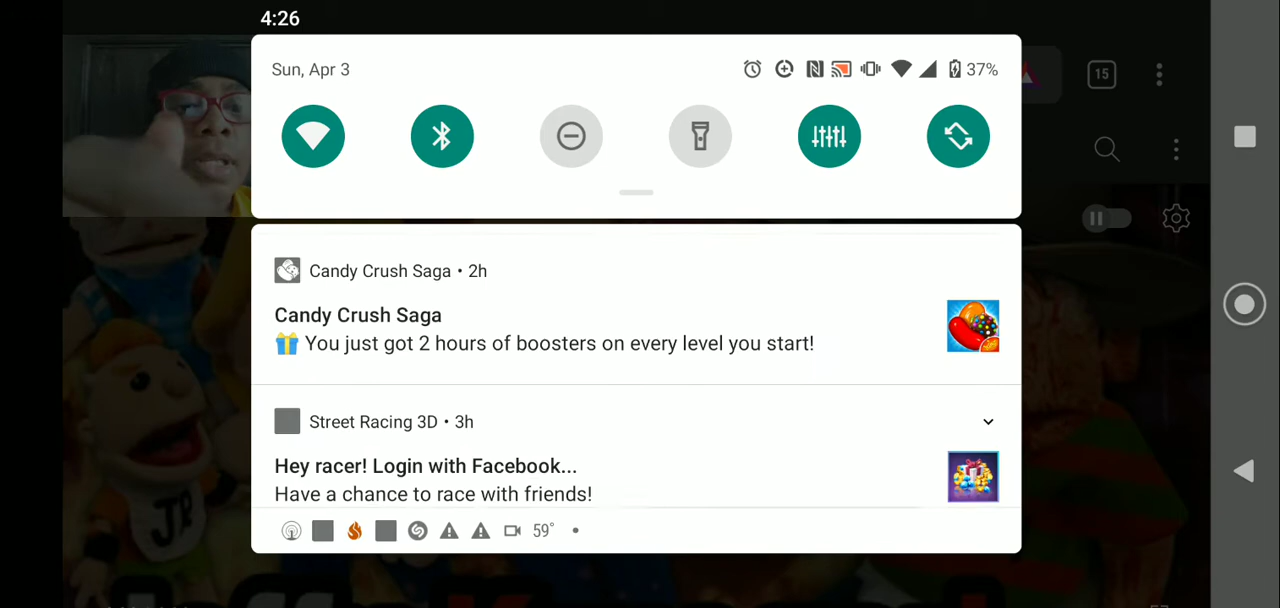 4:26
15
Sun, Apr 3
37%
Candy Crush Saga • 2h
Candy Crush Saga
🎁 You just got 2 hours of boosters on every level you start!
Street Racing 3D • 3h
Hey racer! Login with Facebook...
Have a chance to race with friends!
59°
JR